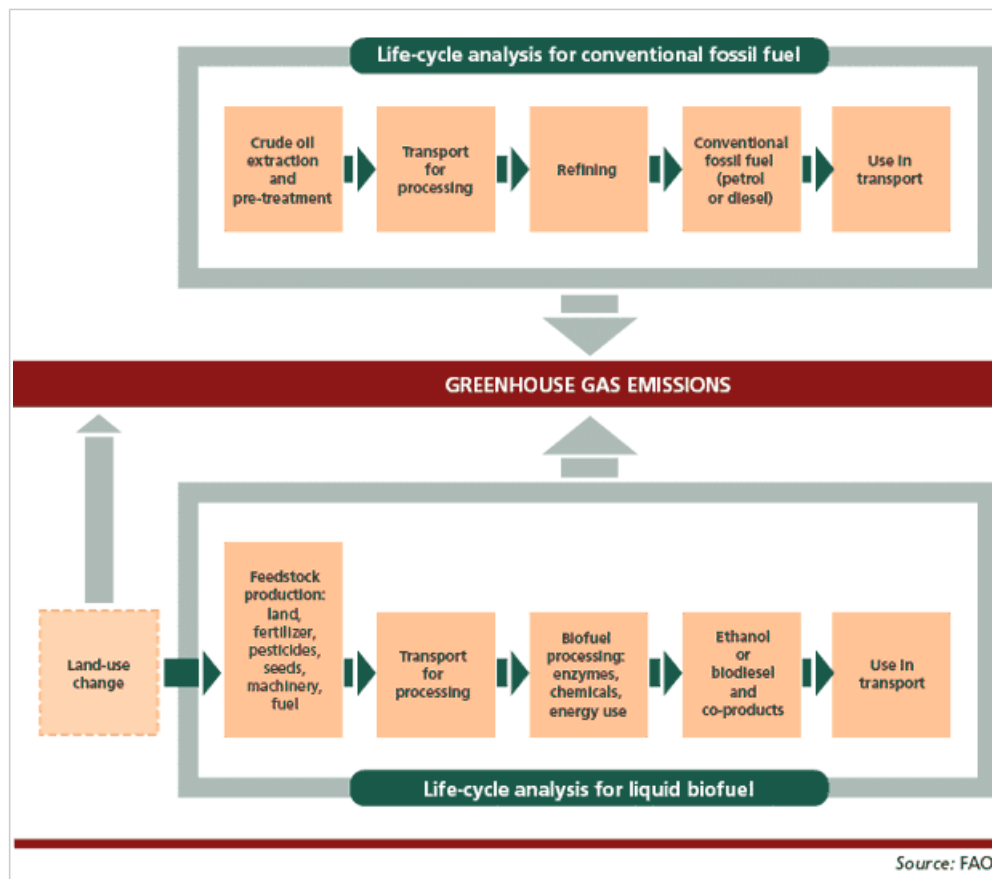 Life-cycle analysis for conventional fossil fuel
Crude oil
extraction
and
pre-treatment
Transport
for
processing
Refining
Conventional
fossil fuel
(petrol
or diesel)
Use in
transport
GREENHOUSE GAS EMISSIONS
Land-use
change
Feedstock
production:
land,
fertilizer,
pesticides,
seeds,
machinery,
fuel
Transport
for
processing
Biofuel
processing:
enzymes,
chemicals,
energy use
Ethanol
or
biodiesel
and
co-products
Use in
transport
Life-cycle analysis for liquid biofuel
Source: FAO